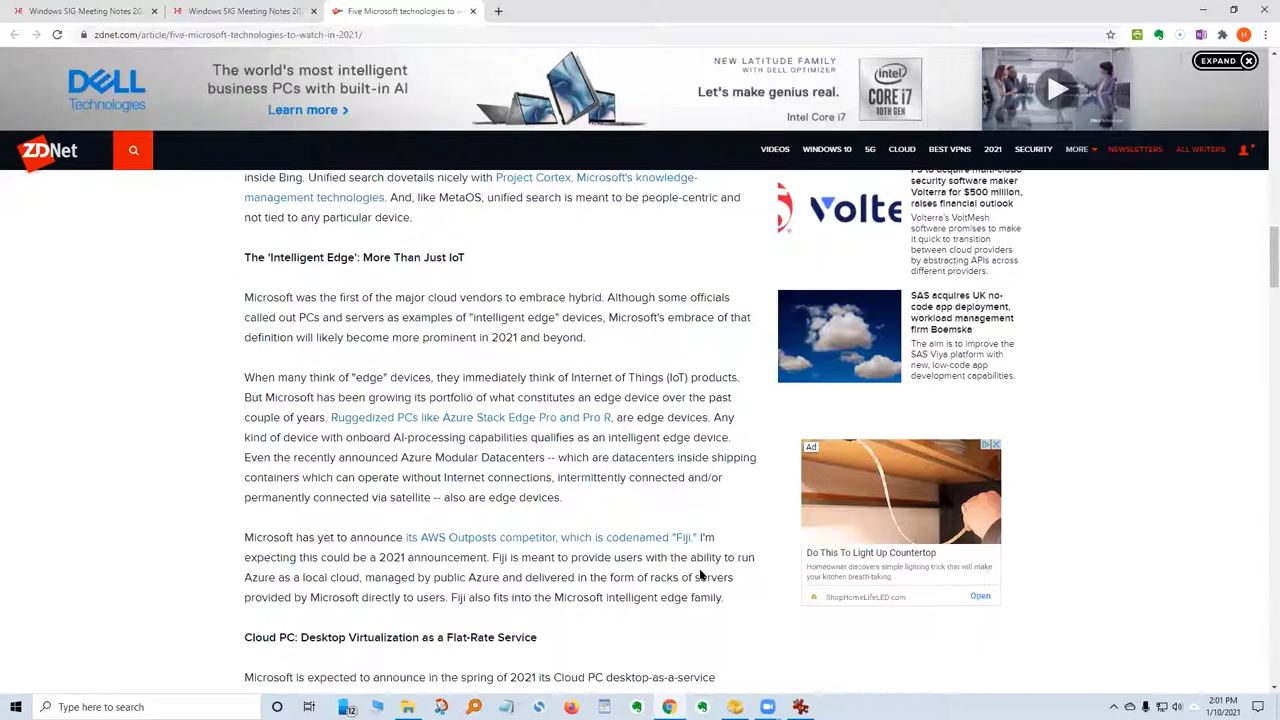 Windows SIG Meeting Notes 202
Windows SIG Meeting Notes 202
Five Microsoft technologies to w
zdnet.com/article/five-microsoft-technologies-to-watch-in-2021/
H
DELL
Technologies
The world's most intelligent
business PCs with built-in AI
Learn more >
NEW LATITUDE FAMILY
WITH DELL OPTIMIZER
Let's make genius real.
Intel Core i7
intel
CORE i7
10TH GEN
EXPAND
ZDNet
VIDEOS
WINDOWS 10
5G
CLOUD
BEST VPNS
2021
SECURITY
MORE
NEWSLETTERS
ALL WRITERS
inside Bing. Unified search dovetails nicely with Project Cortex, Microsoft's knowledge-
management technologies. And, like MetaOS, unified search is meant to be people-centric and
not tied to any particular device.
The 'Intelligent Edge': More Than Just IoT
Microsoft was the first of the major cloud vendors to embrace hybrid. Although some officials
called out PCs and servers as examples of "intelligent edge" devices, Microsoft's embrace of that
definition will likely become more prominent in 2021 and beyond.
When many think of "edge" devices, they immediately think of Internet of Things (IoT) products.
But Microsoft has been growing its portfolio of what constitutes an edge device over the past
couple of years. Ruggedized PCs like Azure Stack Edge Pro and Pro R, are edge devices. Any
kind of device with onboard AI-processing capabilities qualifies as an intelligent edge device.
Even the recently announced Azure Modular Datacenters -- which are datacenters inside shipping
containers which can operate without Internet connections, intermittently connected and/or
permanently connected via satellite -- also are edge devices.
Microsoft has yet to announce its AWS Outposts competitor, which is codenamed "Fiji." I'm
expecting this could be a 2021 announcement. Fiji is meant to provide users with the ability to run
Azure as a local cloud, managed by public Azure and delivered in the form of racks of servers
provided by Microsoft directly to users. Fiji also fits into the Microsoft intelligent edge family.
Cloud PC: Desktop Virtualization as a Flat-Rate Service
Microsoft is expected to announce in the spring of 2021 its Cloud PC desktop-as-a-service
Volte
F5 to acquire multi-cloud
security software maker
Volterra for $500 million,
raises financial outlook
Volterra's VoltMesh
software promises to make
it quick to transition
between cloud providers
by abstracting APIs across
different providers.
SAS acquires UK no-
code app deployment,
workload management
firm Boemska
The aim is to improve the
SAS Viya platform with
new, low-code app
development capabilities.
Ad
Do This To Light Up Countertop
Homeowner discovers simple lighting trick that will make
your kitchen breath-taking.
ShopHomeLifeLED.com
Open
Type here to search
12
2:01 PM
1/10/2021